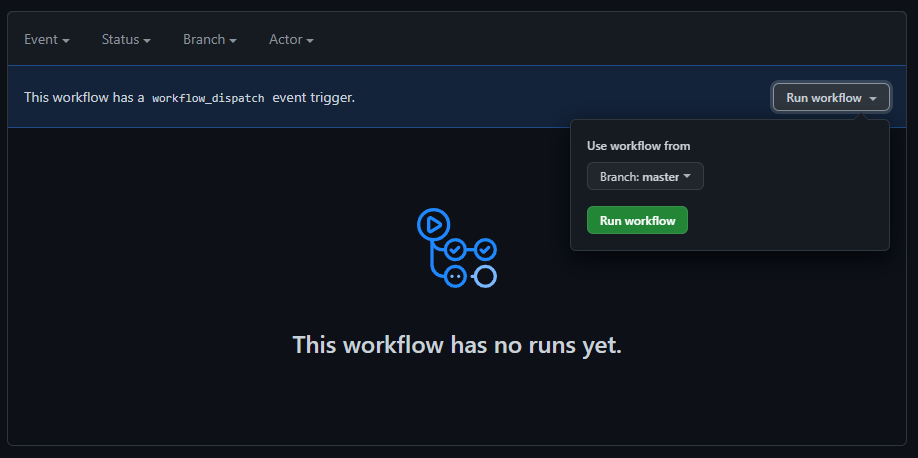 Event Status Branch Actor
This workflow has a workflow_dispatch event trigger.
Run workflow
Use workflow from
Branch: master
Run workflow
This workflow has no runs yet.